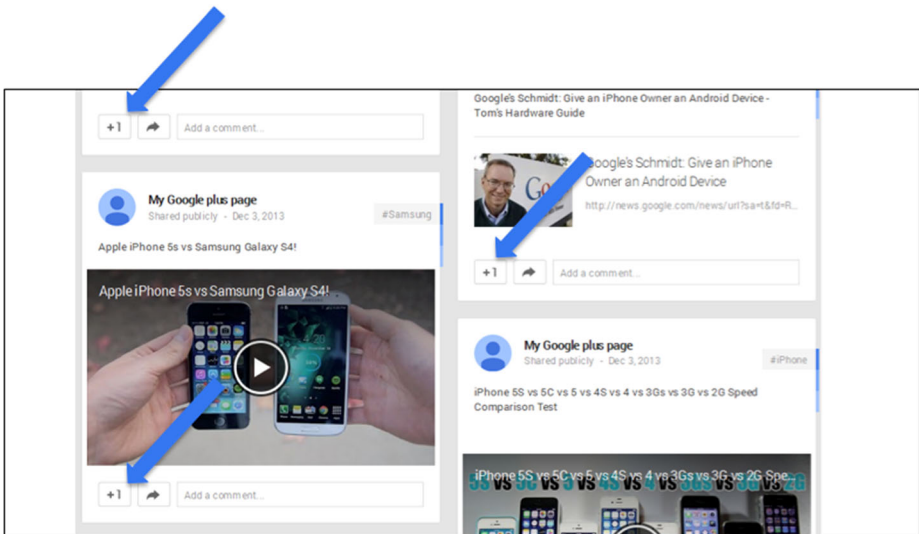 +1
Add a comment...
My Google plus page
Shared publicly - Dec 3, 2013
#Samsung
Apple iPhone 5s vs Samsung Galaxy S4!
Apple iPhone 5s vs Samsung Galaxy S4!
+1
Add a comment...
Google's Schmidt: Give an iPhone Owner an Android Device -
Tom's Hardware Guide
Google's Schmidt: Give an iPhone
Owner an Android Device
http://news.google.com/news/url?sa=t&fd=R...
+1
Add a comment...
My Google plus page
Shared publicly - Dec 3, 2013
#iPhone
iPhone 5S vs 5C vs 5 vs 4S vs 4 vs 3Gs vs 3G vs 2G Speed
Comparison Test
iPhone 5S vs 5C vs 5 vs 4S vs 4 vs 3Gs vs 3G vs 2G Spe...